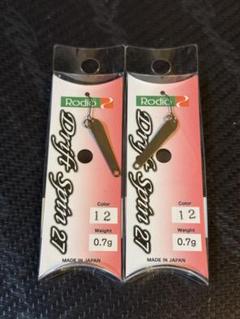 Rodio
Drift Spin 27
Color
12
Weight
0.7g
MADE IN JAPAN
Rodio
Drift Spin 27
Color
12
Weight
0.7g
MADE IN JAPAN